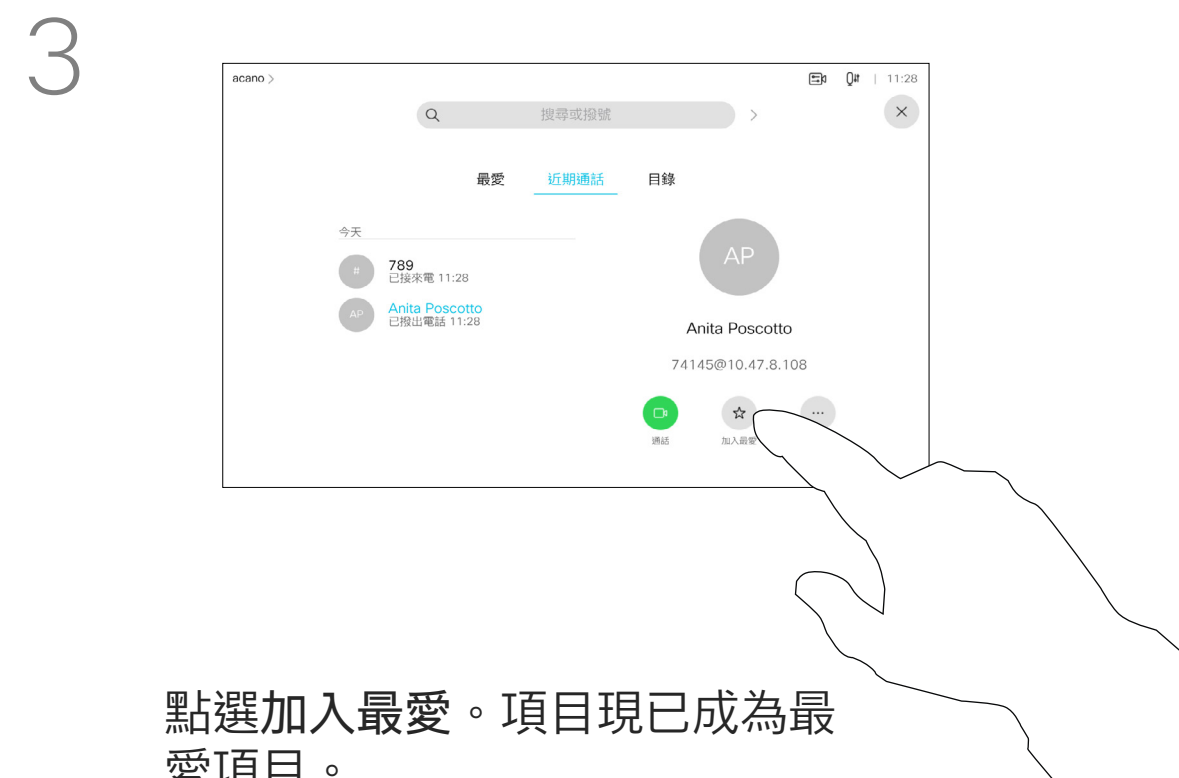 3
acano >
11:28
搜尋或撥號
最愛 近期通話 目錄
今天
#
789
已接來電 11:28
AP
Anita Poscotto
已撥出電話 11:28
AP
Anita Poscotto
74145@10.47.8.108
通話 加入最愛
點選加入最愛。項目現已成為最
愛項目。